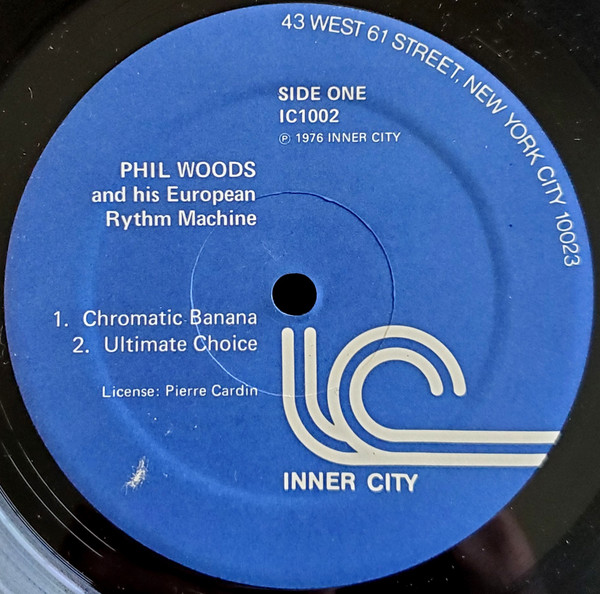 43 WEST 61 STREET, NEW YORK CITY 10023
SIDE ONE
IC1002
Ⓟ 1976 INNER CITY
PHIL WOODS
and his European
Rythm Machine
1. Chromatic Banana
2. Ultimate Choice
License: Pierre Cardin
IC
INNER CITY